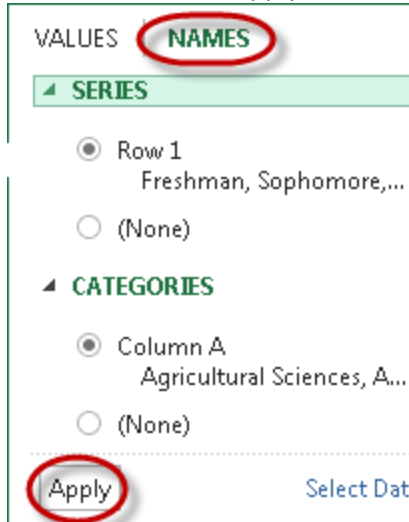 VALUES NAMES
SERIES
Row 1
Freshman, Sophomore,...
(None)
CATEGORIES
Column A
Agricultural Sciences, A...
(None)
Apply Select Dat